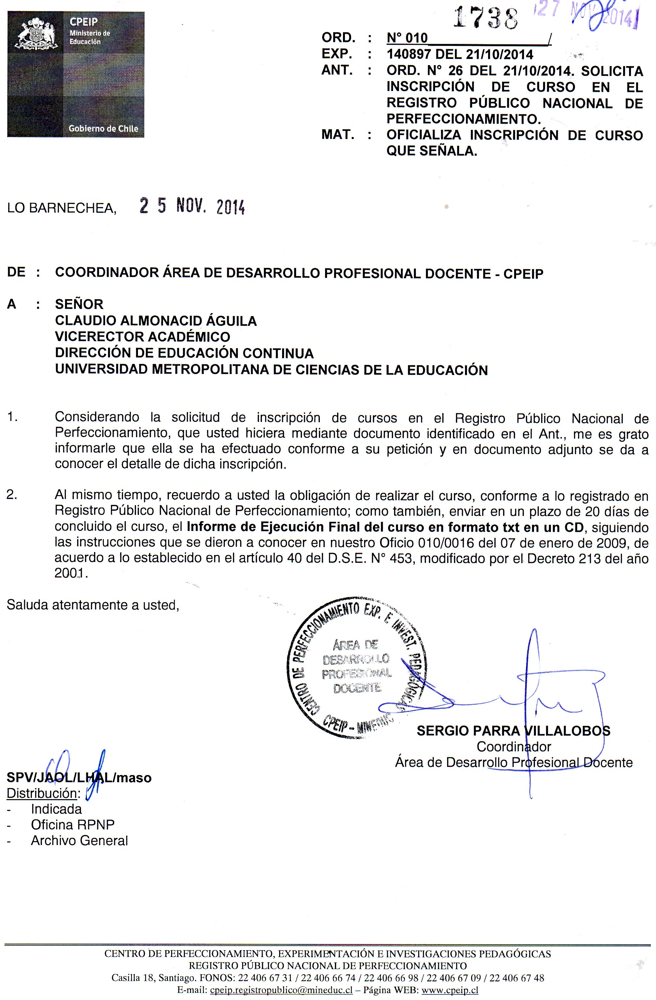 CPEIP
Ministerio de
Educación
Gobierno de Chile
1738
27 NOV 2014
ORD. : N° 010 /
EXP. : 140897 DEL 21/10/2014
ANT. : ORD. N° 26 DEL 21/10/2014. SOLICITA
INSCRIPCIÓN DE CURSO EN EL
REGISTRO PÚBLICO NACIONAL DE
PERFECCIONAMIENTO.
MAT. : OFICIALIZA INSCRIPCIÓN DE CURSO
QUE SEÑALA.
LO BARNECHEA, 25 NOV. 2014
DE : COORDINADOR ÁREA DE DESARROLLO PROFESIONAL DOCENTE - CPEIP
A : SEÑOR
CLAUDIO ALMONACID ÁGUILA
VICERECTOR ACADÉMICO
DIRECCIÓN DE EDUCACIÓN CONTINUA
UNIVERSIDAD METROPOLITANA DE CIENCIAS DE LA EDUCACIÓN
1. Considerando la solicitud de inscripción de cursos en el Registro Público Nacional de
Perfeccionamiento, que usted hiciera mediante documento identificado en el Ant., me es grato
informarle que ella se ha efectuado conforme a su petición y en documento adjunto se da a
conocer el detalle de dicha inscripción.
2. Al mismo tiempo, recuerdo a usted la obligación de realizar el curso, conforme a lo registrado en
Registro Público Nacional de Perfeccionamiento; como también, enviar en un plazo de 20 días de
concluido el curso, el Informe de Ejecución Final del curso en formato txt en un CD, siguiendo
las instrucciones que se dieron a conocer en nuestro Oficio 010/0016 del 07 de enero de 2009, de
acuerdo a lo establecido en el artículo 40 del D.S.E. N° 453, modificado por el Decreto 213 del año
2001.
Saluda atentamente a usted,
CENTRO DE PERFECCIONAMIENTO EXP. E INVEST. PEDAGÓGICAS
ÁREA DE
DESARROLLO
PROFESIONAL
DOCENTE
CPEIP - MINEDUC
SERGIO PARRA VILLALOBOS
Coordinador
Área de Desarrollo Profesional Docente
SPV/JAOL/LHAL/maso
Distribución:
- Indicada
- Oficina RPNP
- Archivo General
CENTRO DE PERFECCIONAMIENTO, EXPERIMENTACIÓN E INVESTIGACIONES PEDAGÓGICAS
REGISTRO PÚBLICO NACIONAL DE PERFECCIONAMIENTO
Casilla 18, Santiago. FONOS: 22 406 67 31 / 22 406 66 74 / 22 406 66 98 / 22 406 67 09 / 22 406 67 48
E-mail: cpeip.registropublico@mineduc.cl – Página WEB: www.cpeip.cl